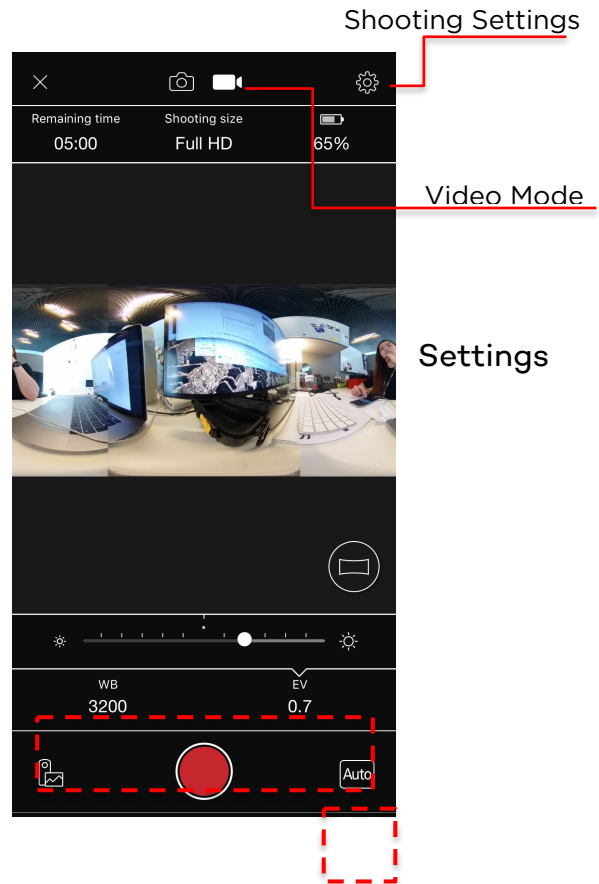 Shooting Settings
Remaining time
Shooting size
05:00
Full HD
65%
Video Mode
Settings
WB
EV
3200
0.7
Auto